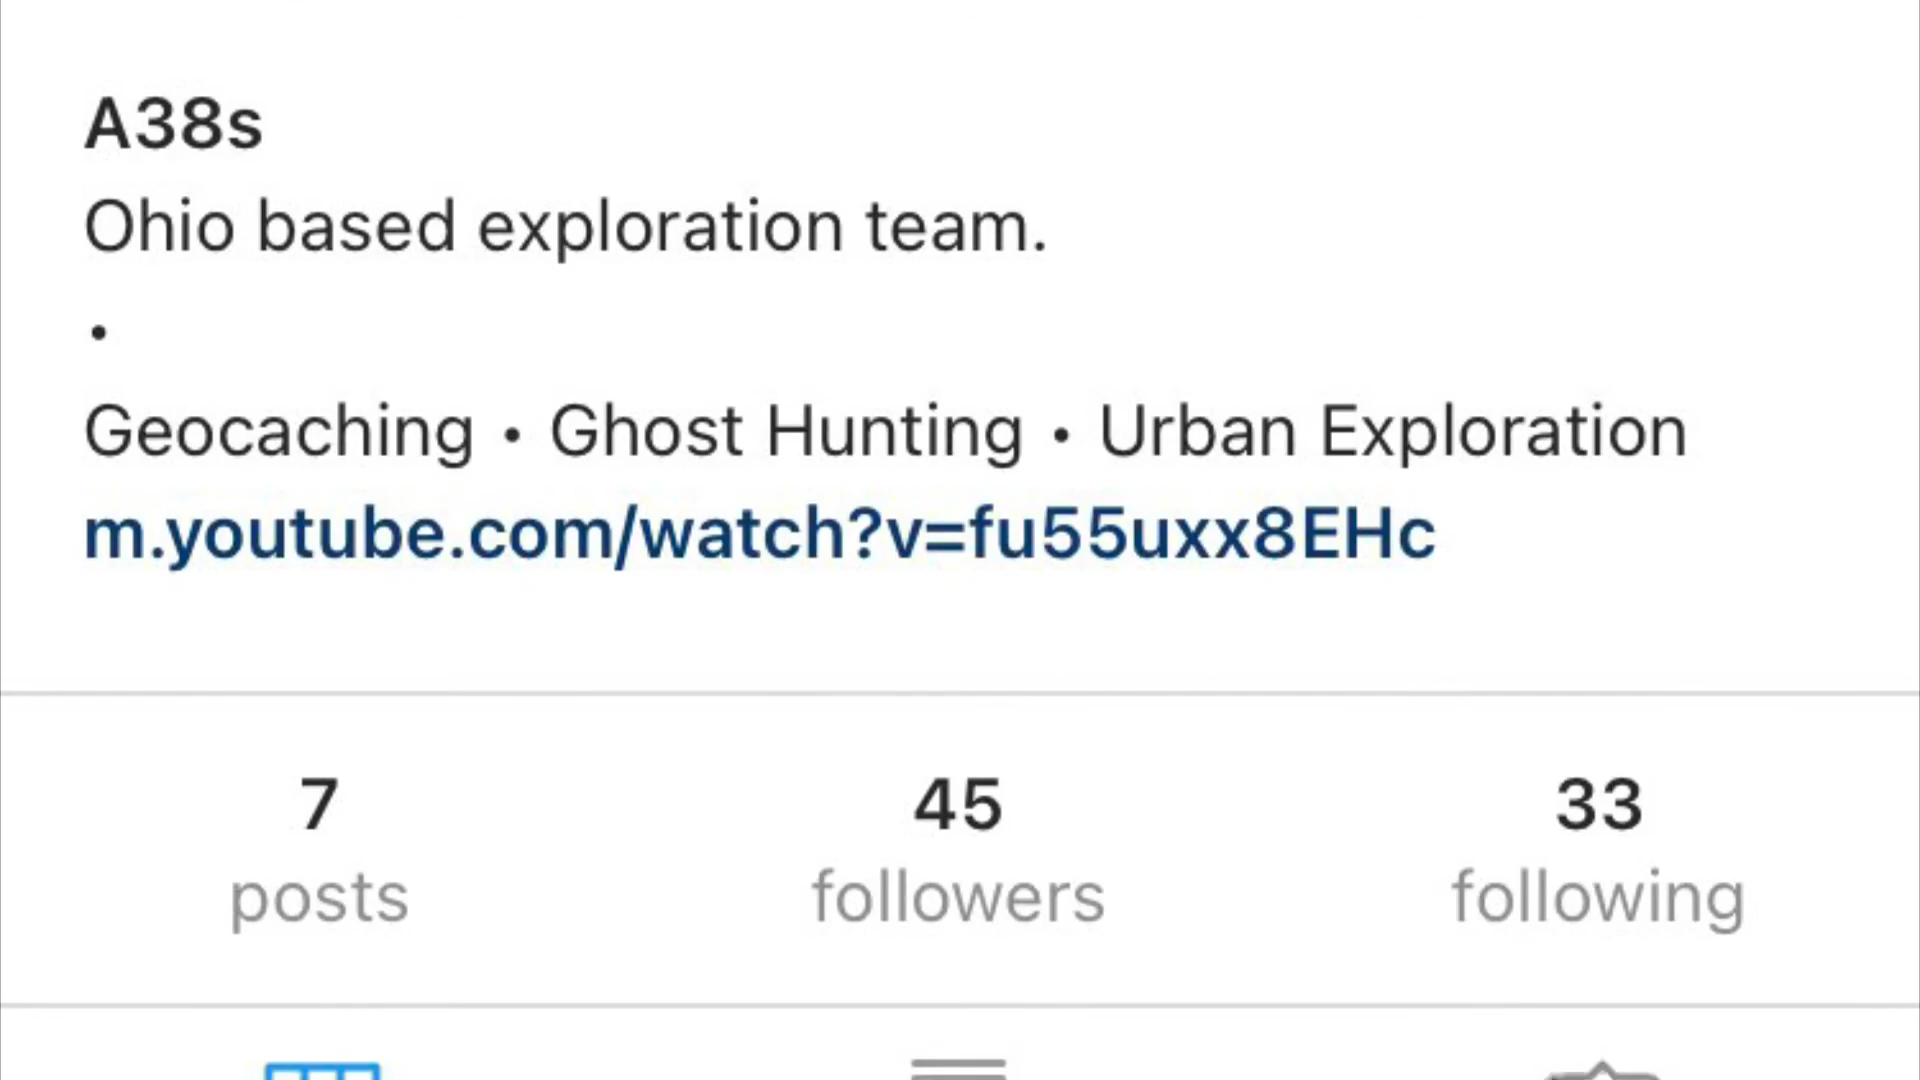 A38s
Ohio based exploration team.
•
Geocaching • Ghost Hunting • Urban Exploration
m.youtube.com/watch?v=fu55uxx8EHc
7 45 33
posts followers following